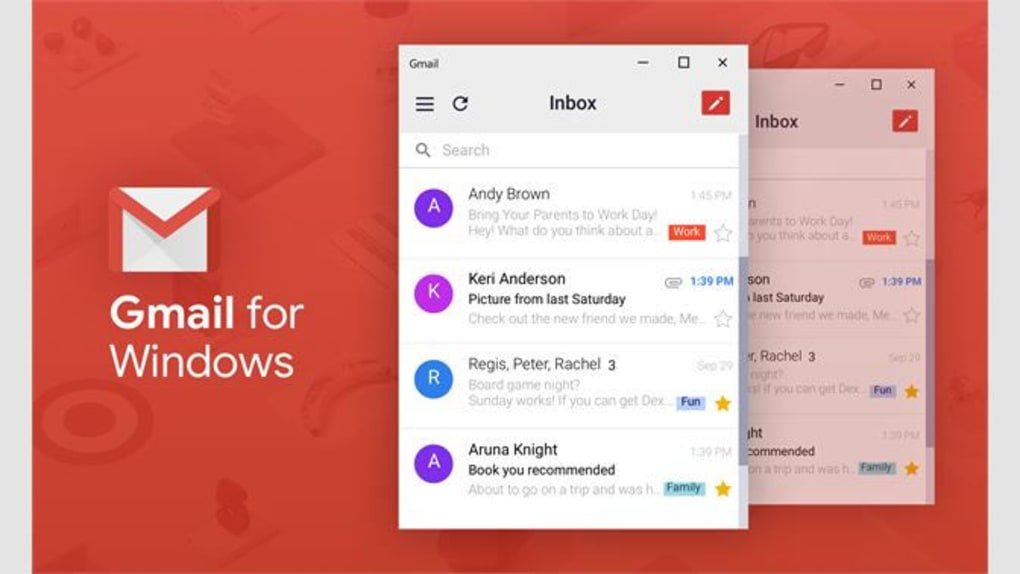 Gmail for
Windows
Gmail
Inbox
Search
A
Andy Brown
1:45 PM
Bring Your Parents to Work Day!
Hey! What do you think about a..
Work
K
Keri Anderson
1:39 PM
Picture from last Saturday
Check out the new friend we made, Me...
R
Regis, Peter, Rachel 3
Sep 29
Board game night?
Sunday works! If you can get Dex...
Fun
A
Aruna Knight
1:39 PM
Book you recommended
About to go on a trip and was h..
Family
Inbox
n
1:45 PM
arents to Work Day!
you think about a..
Work
son
1:39 PM
last Saturday
new friend we made, Me...
r, Rachel 3
Sep 29
night?
If you can get Dex...
Fun
ght
1:39 PM
commended
on a trip and was h..
Family